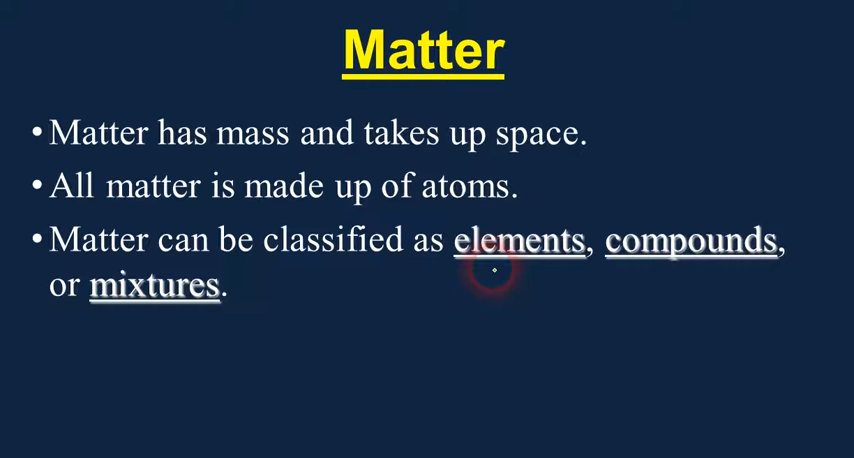 Matter
• Matter has mass and takes up space.
• All matter is made up of atoms.
• Matter can be classified as elements, compounds,
or mixtures.